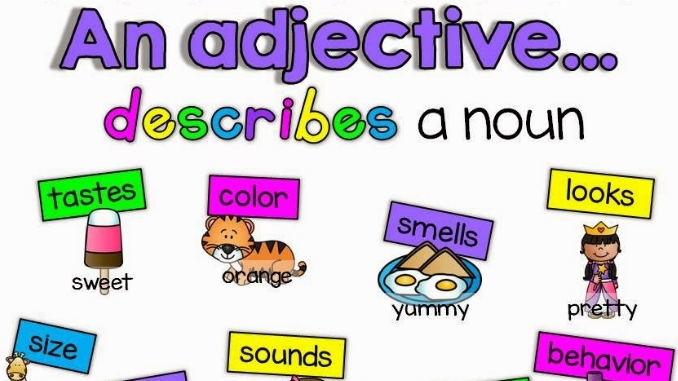 An adjective...
describes a noun
tastes
sweet
color
orange
smells
yummy
looks
pretty
size
sounds
behavior